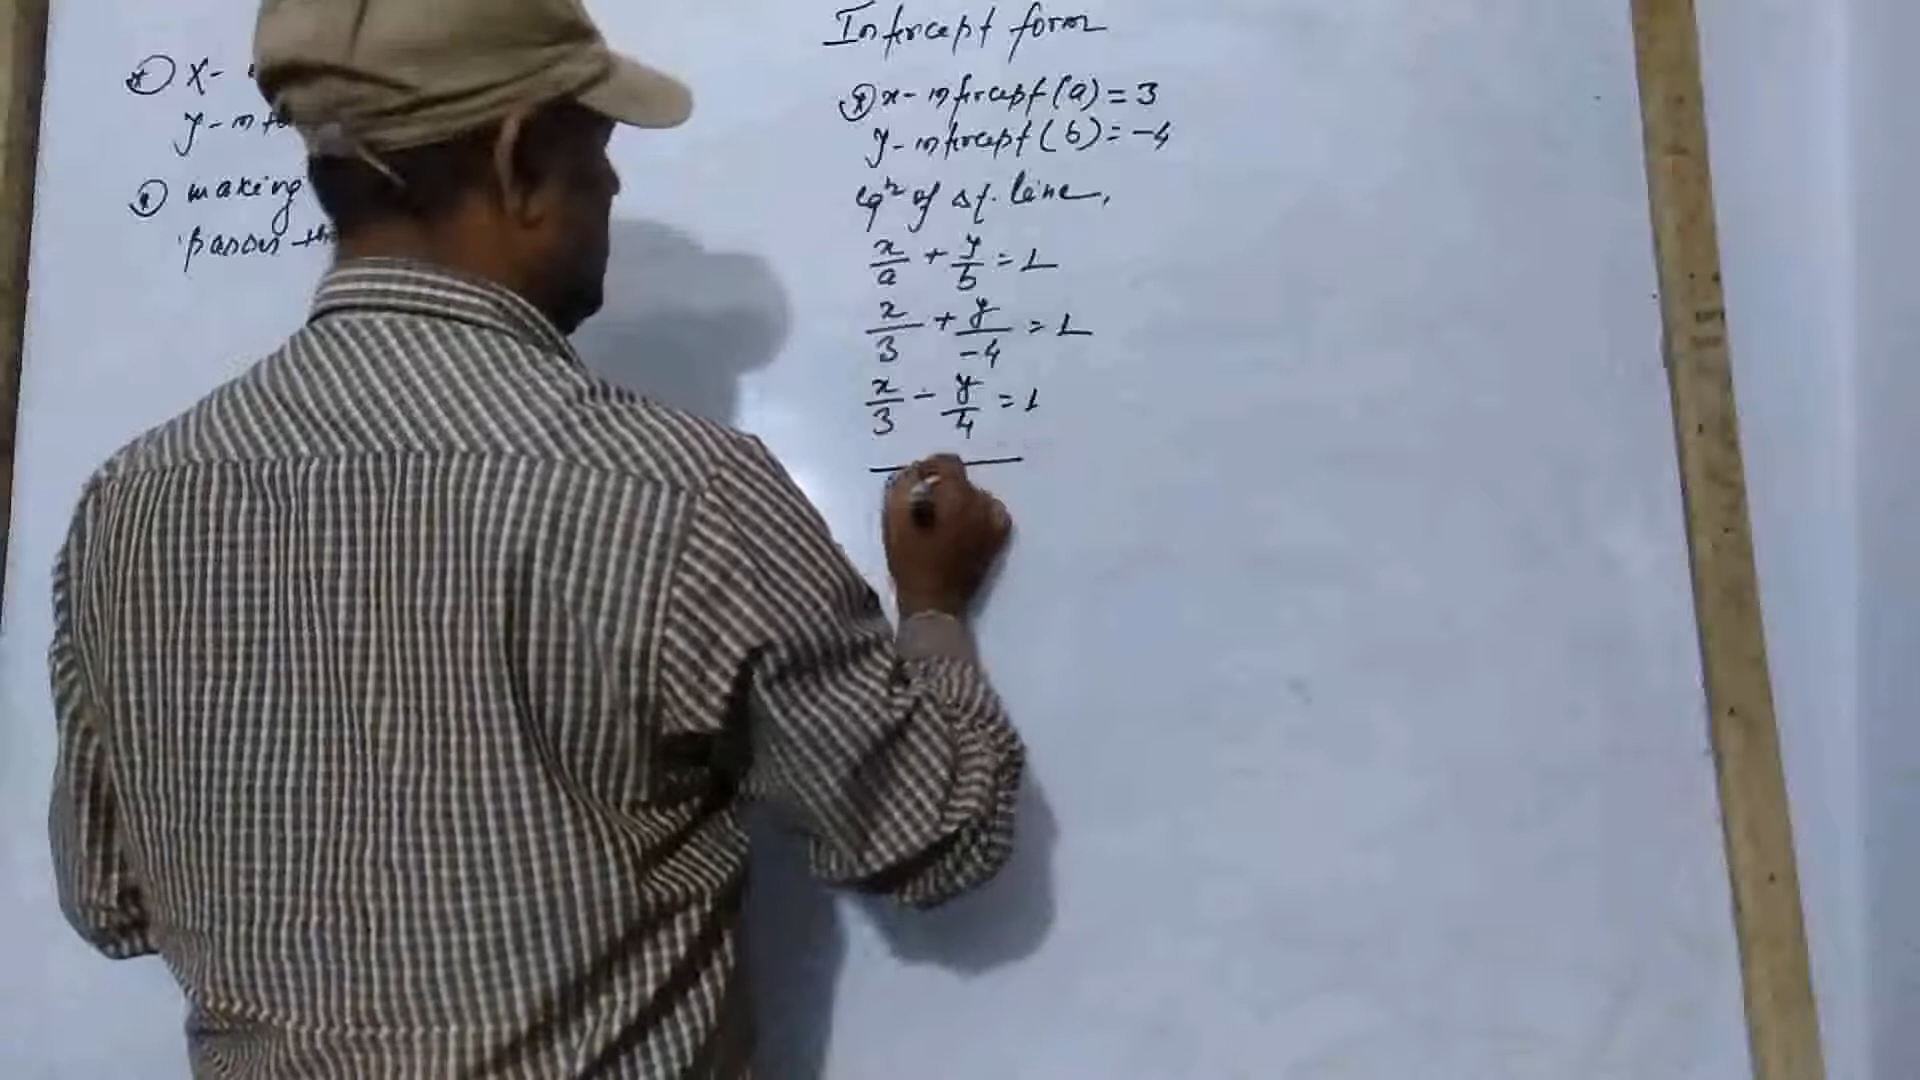 X-
y-
making
passes
Intercept form
x-intercept (a) = 3
y-intercept (b) = -4
eqⁿ of st. line,
x/a + y/b = 1
x/3 + y/-4 = 1
x/3 - y/4 = 1